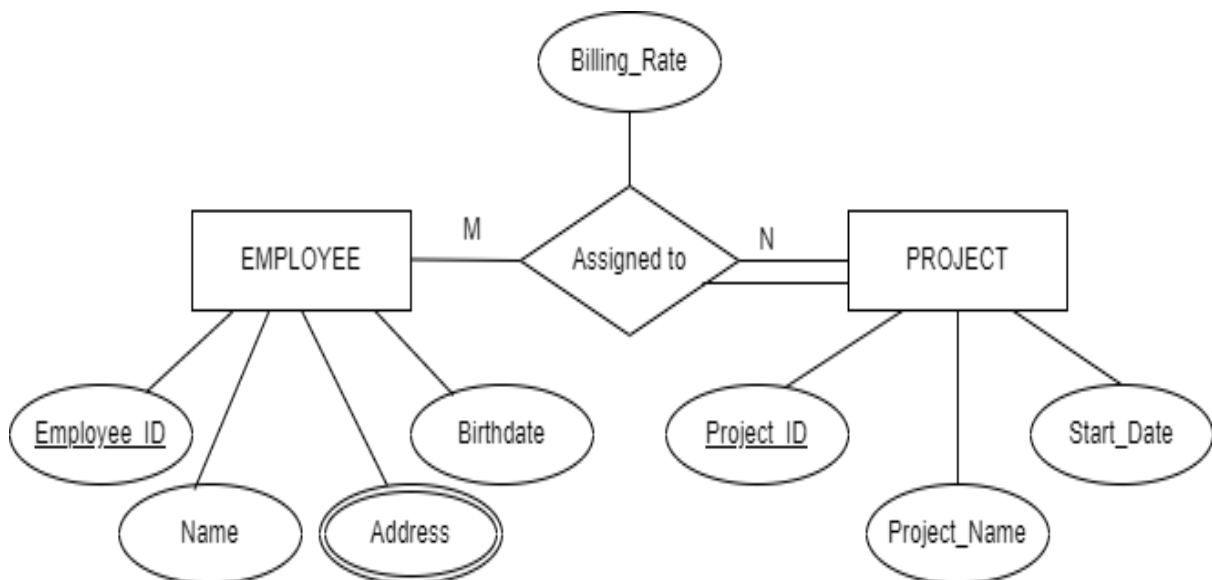 Billing_Rate
M
N
EMPLOYEE
Assigned to
PROJECT
Employee_ID
Birthdate
Project_ID
Start_Date
Name
Address
Project_Name